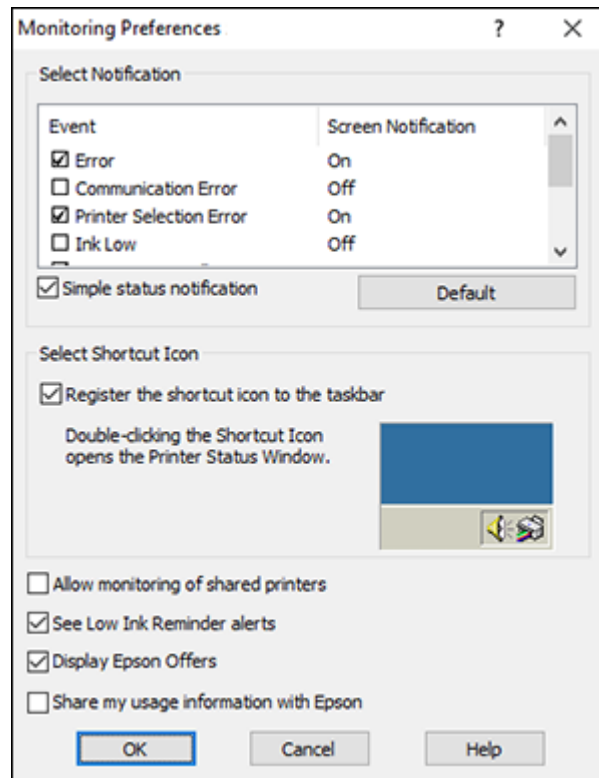 Monitoring Preferences
Select Notification
Event Screen Notification
Error On
Communication Error Off
Printer Selection Error On
Ink Low Off
Simple status notification
Default
Select Shortcut Icon
Register the shortcut icon to the taskbar
Double-clicking the Shortcut Icon
opens the Printer Status Window.
Allow monitoring of shared printers
See Low Ink Reminder alerts
Display Epson Offers
Share my usage information with Epson
OK Cancel Help